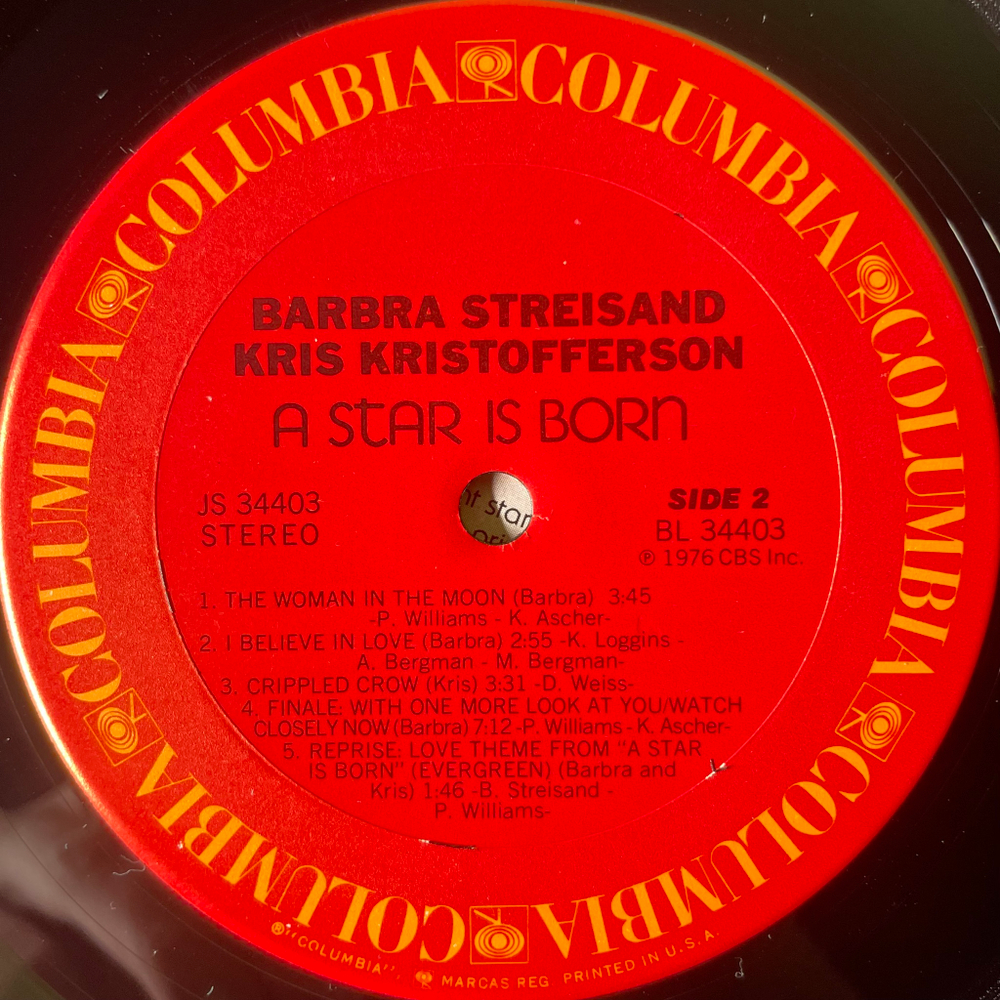 COLUMBIA COLUMBIA COLUMBIA COLUMBIA COLUMBIA COLUMBIA COLUMBIA COLUMBIA
BARBRA STREISAND
KRIS KRISTOFFERSON
A STAR IS BORN
JS 34403
STEREO
nt star
SIDE 2
BL 34403
℗ 1976 CBS Inc.
1. THE WOMAN IN THE MOON (Barbra) 3:45
-P. Williams - K. Ascher-
2. I BELIEVE IN LOVE (Barbra) 2:55 -K. Loggins -
A. Bergman - M. Bergman-
3. CRIPPLED CROW (Kris) 3:31 -D. Weiss-
4. FINALE: WITH ONE MORE LOOK AT YOU/WATCH
CLOSELY NOW (Barbra) 7:12 -P. Williams - K. Ascher-
5. REPRISE: LOVE THEME FROM "A STAR
IS BORN" (EVERGREEN) (Barbra and
Kris) 1:46 -B. Streisand -
P. Williams-
®"COLUMBIA", MARCAS REG. PRINTED IN U.S.A.